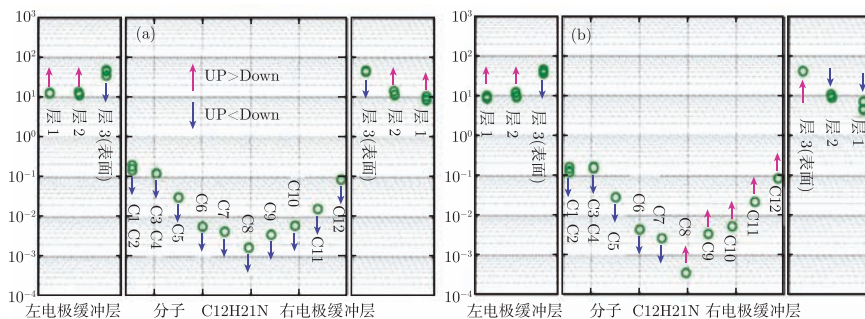 10³
10²
10¹
10⁰
10⁻¹
10⁻²
10⁻³
10⁻⁴
(a)
UP>Down
UP<Down
层 1
层 2
层 3(表面)
C1 C2
C3 C4
C5
C6
C7
C8
C9
C10
C11
C12
层 3(表面)
层 2
层 1
左电极缓冲层 分子 C12H21N 右电极缓冲层
10³
10²
10¹
10⁰
10⁻¹
10⁻²
10⁻³
10⁻⁴
(b)
层 1
层 2
层 3(表面)
C1 C2
C3 C4
C5
C6
C7
C8
C9
C10
C11
C12
层 3(表面)
层 2
层 1
左电极缓冲层 分子 C12H21N 右电极缓冲层